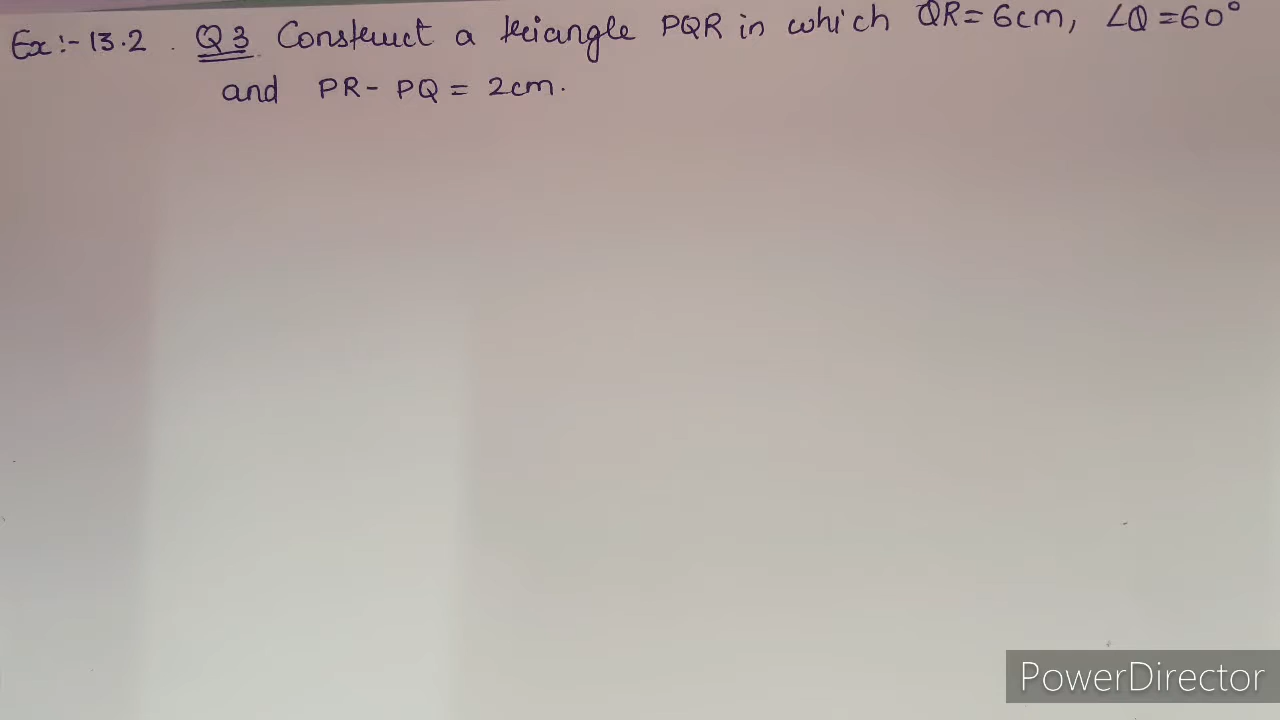 Ex:- 13.2 . Q3 Construct a triangle PQR in which QR = 6cm, ∠Q = 60°
and PR - PQ = 2cm.
PowerDirector